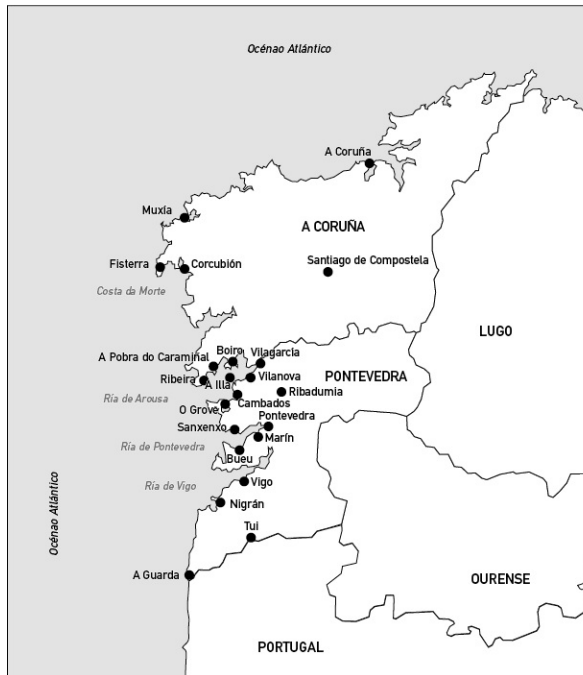 Océnao Atlántico
A Coruña
Muxía
A CORUÑA
Fisterra
Corcubión
Santiago de Compostela
Costa da Morte
LUGO
A Pobra do Caramiñal
Boiro
Vilagarcía
Ribeira
A Illa
Vilanova
PONTEVEDRA
Ribadumia
Ría de Arousa
Cambados
O Grove
Sanxenxo
Pontevedra
Marín
Ría de Pontevedra
Bueu
Ría de Vigo
Vigo
Nigrán
Océnao Atlántico
Tui
A Guarda
OURENSE
PORTUGAL